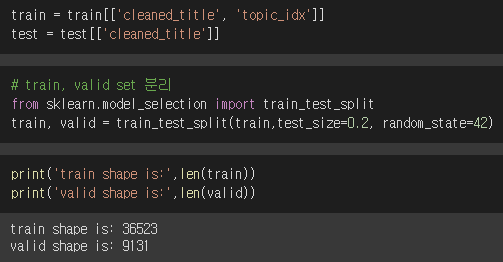 train = train[['cleaned_title', 'topic_idx']]
test = test[['cleaned_title']]
# train, valid set 분리
from sklearn.model_selection import train_test_split
train, valid = train_test_split(train,test_size=0.2, random_state=42)
print('train shape is:',len(train))
print('valid shape is:',len(valid))
train shape is: 36523
valid shape is: 9131